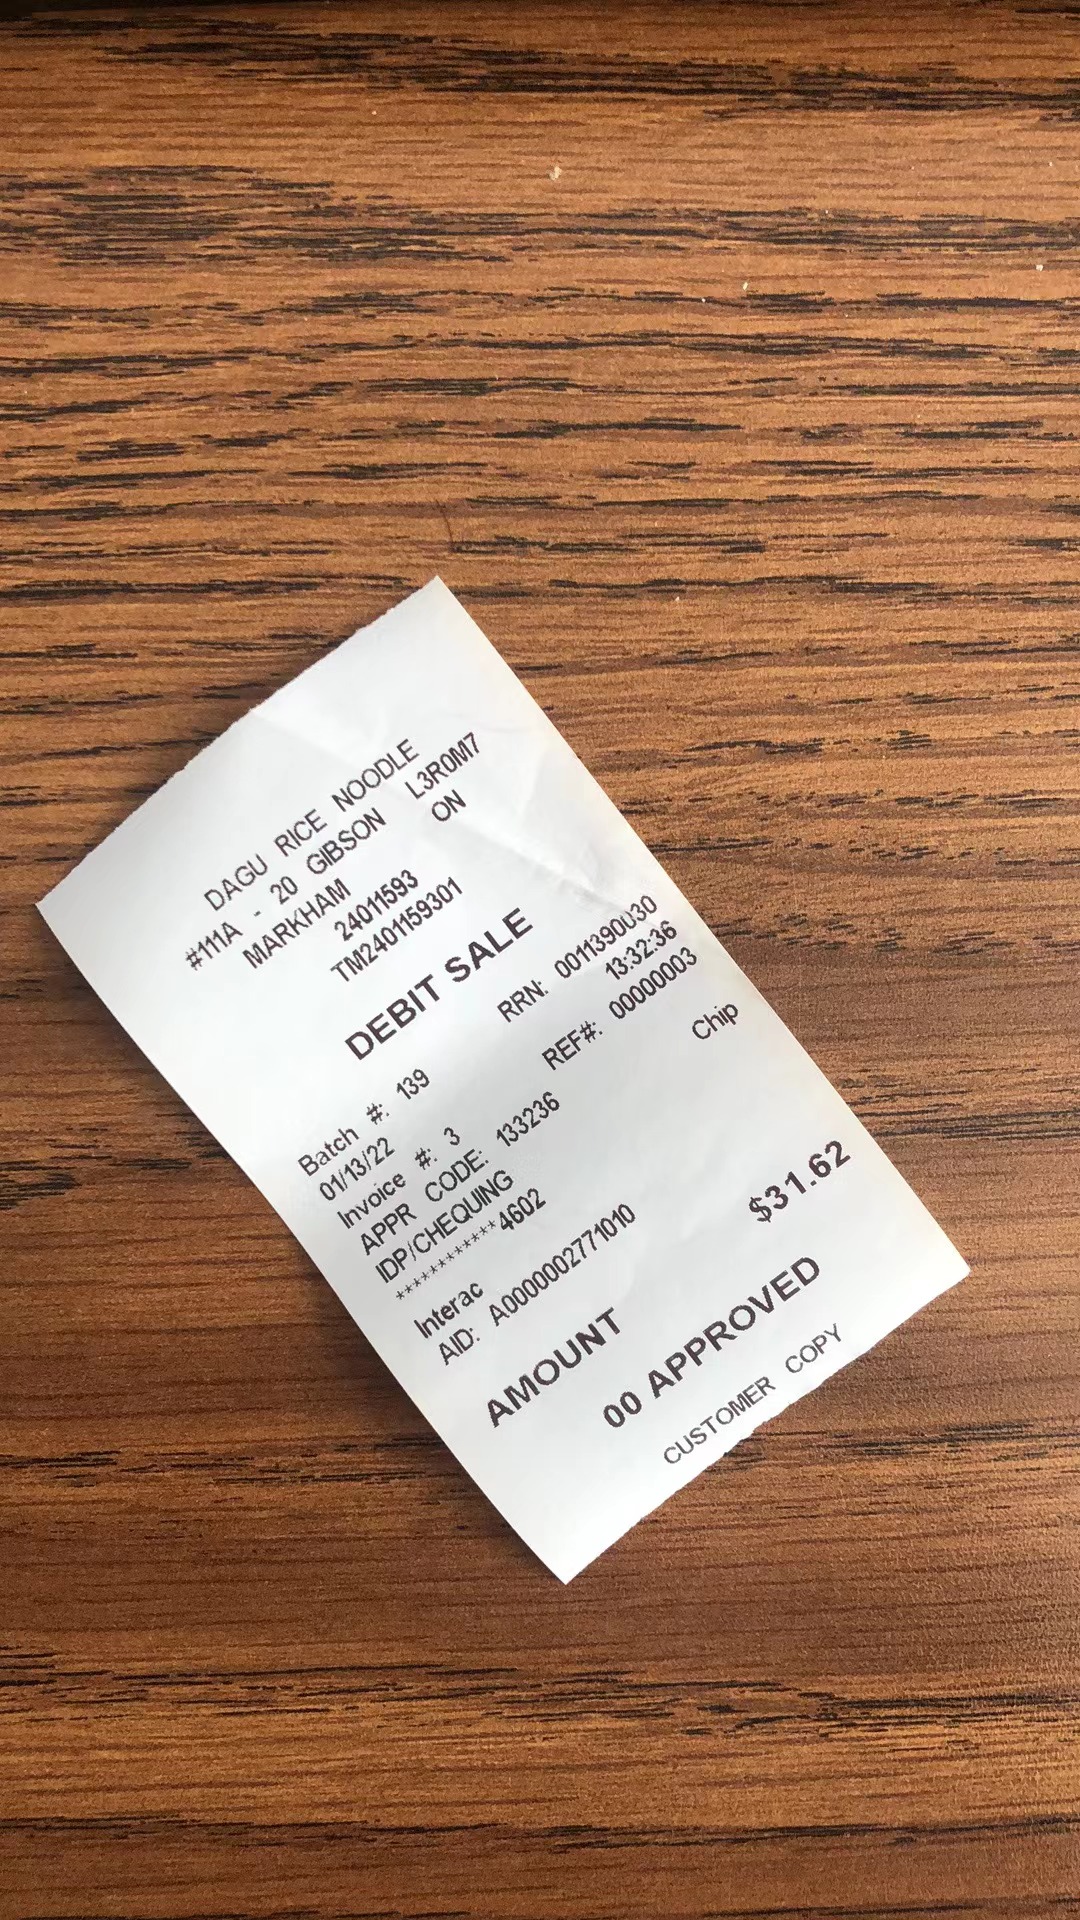 DAGU RICE NOODLE
#111A - 20 GIBSON L3R0M7
MARKHAM ON
24011593
TM2401159301
DEBIT SALE
Batch #: 139 RRN: 0011390030
01/13/22 13:32:36
Invoice #: 3 REF#: 00000003
APPR CODE: 133236
IDP/CHEQUING Chip
************4602
Interac
AID: A0000002771010
AMOUNT $31.62
00 APPROVED
CUSTOMER COPY